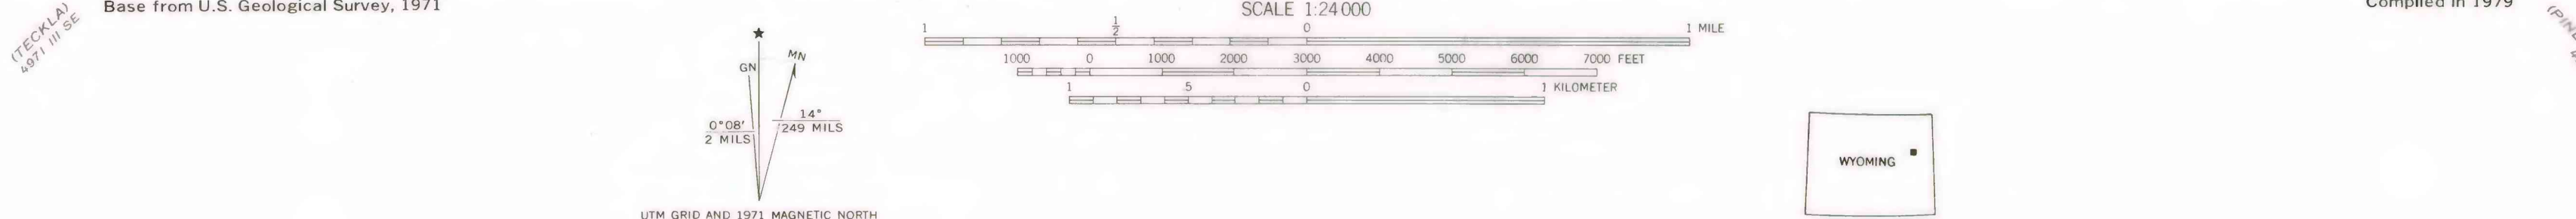 Base from U.S. Geological Survey, 1971
(TECKLA)
4971 III SE
SCALE 1:24 000
Compiled in 1979
1 1/2 0 1 MILE
1000 0 1000 2000 3000 4000 5000 6000 7000 FEET
1 .5 0 1 KILOMETER
★
GN MN
0°08'
2 MILS
14°
249 MILS
UTM GRID AND 1971 MAGNETIC NORTH
WYOMING